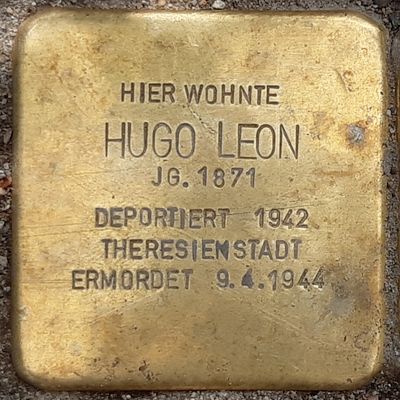 HIER WOHNTE
HUGO LEON
JG. 1871
DEPORTIERT 1942
THERESIENSTADT
ERMORDET 9.4.1944